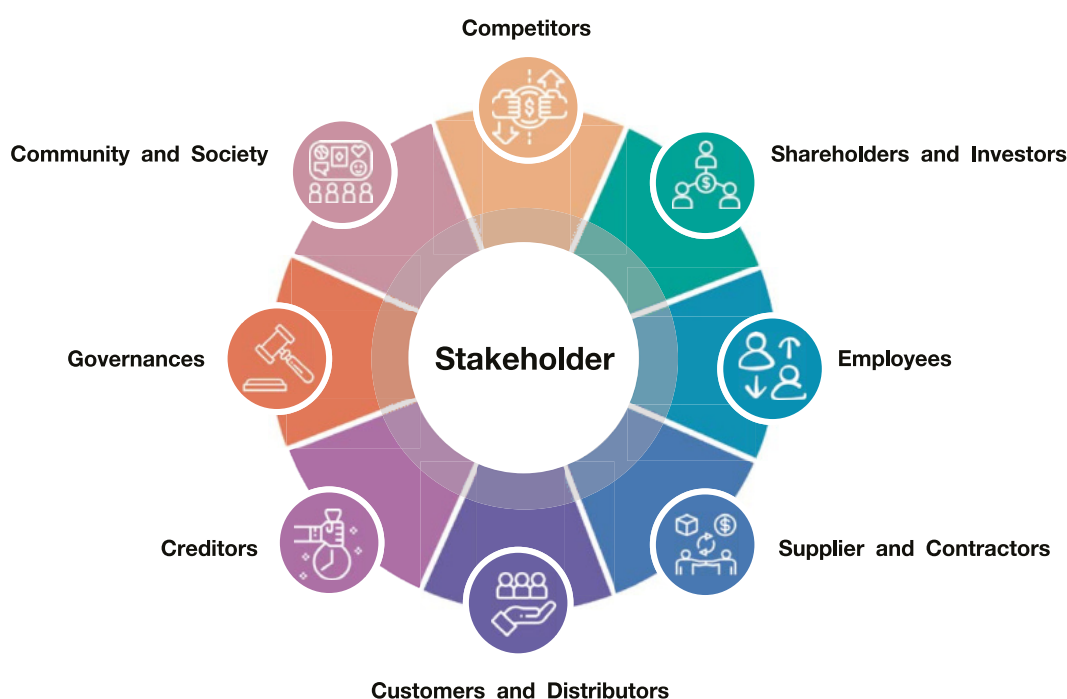 Competitors
Community and Society
Shareholders and Investors
Governances
Stakeholder
Employees
Creditors
Supplier and Contractors
Customers and Distributors